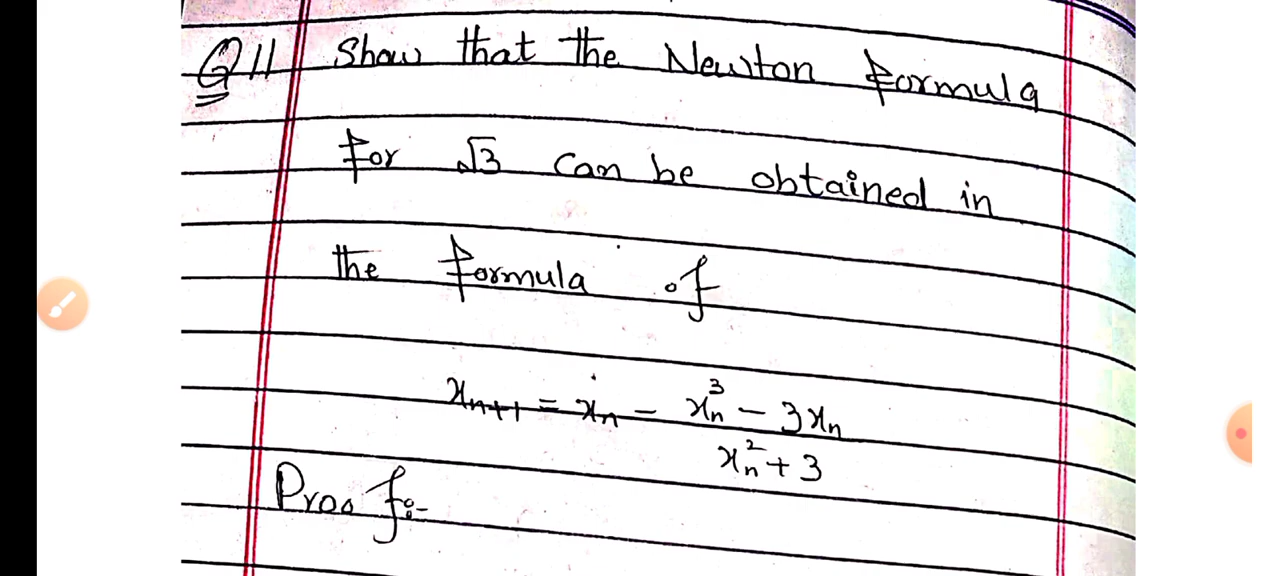 Q11 Show that the Newton formula
for √3 can be obtained in
the formula of
xₙ₊₁ = xₙ - (xₙ³ - 3xₙ) / (xₙ² + 3)
Proof:-